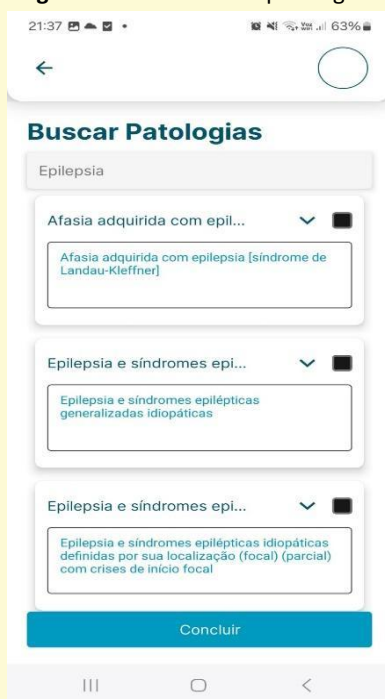 21:37 63%
Buscar Patologias
Epilepsia
Afasia adquirida com epil...
Afasia adquirida com epilepsia [síndrome de
Landau-Kleffner]
Epilepsia e síndromes epi...
Epilepsia e síndromes epilépticas
generalizadas idiopáticas
Epilepsia e síndromes epi...
Epilepsia e síndromes epilépticas idiopáticas
definidas por sua localização (focal) (parcial)
com crises de início focal
Concluir